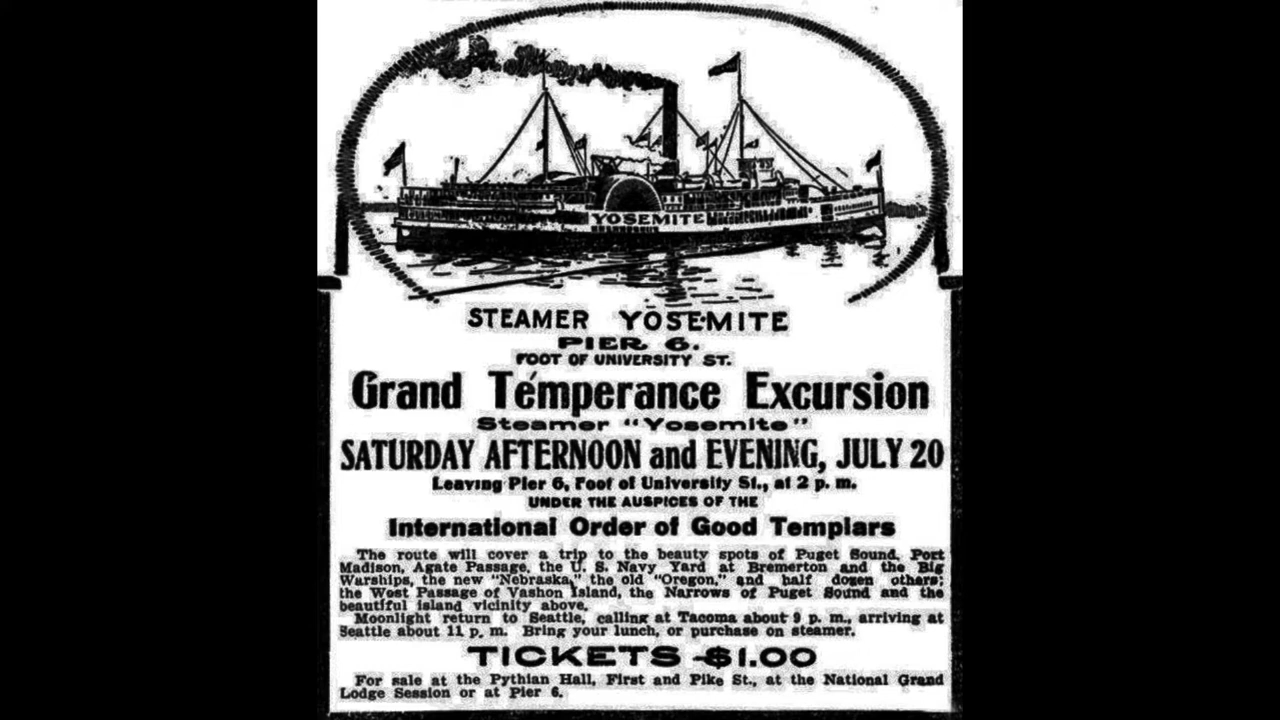 YOSEMITE
STEAMER YOSEMITE
PIER 6.
FOOT OF UNIVERSITY ST.
Grand Temperance Excursion
Steamer "Yosemite"
SATURDAY AFTERNOON and EVENING, JULY 20
Leaving Pier 6, Foot of University St., at 2 p. m.
UNDER THE AUSPICES OF THE
International Order of Good Templars
The route will cover a trip to the beauty spots of Puget Sound, Port
Madison, Agate Passage, the U. S. Navy Yard at Bremerton and the Big
Warships, the new "Nebraska," the old "Oregon," and half dozen others;
the West Passage of Vashon Island, the Narrows of Puget Sound and the
beautiful island vicinity above.
Moonlight return to Seattle, calling at Tacoma about 9 p. m., arriving at
Seattle about 11 p. m. Bring your lunch, or purchase on steamer.
TICKETS -$1.00
For sale at the Pythian Hall, First and Pike St., at the National Grand
Lodge Session or at Pier 6.